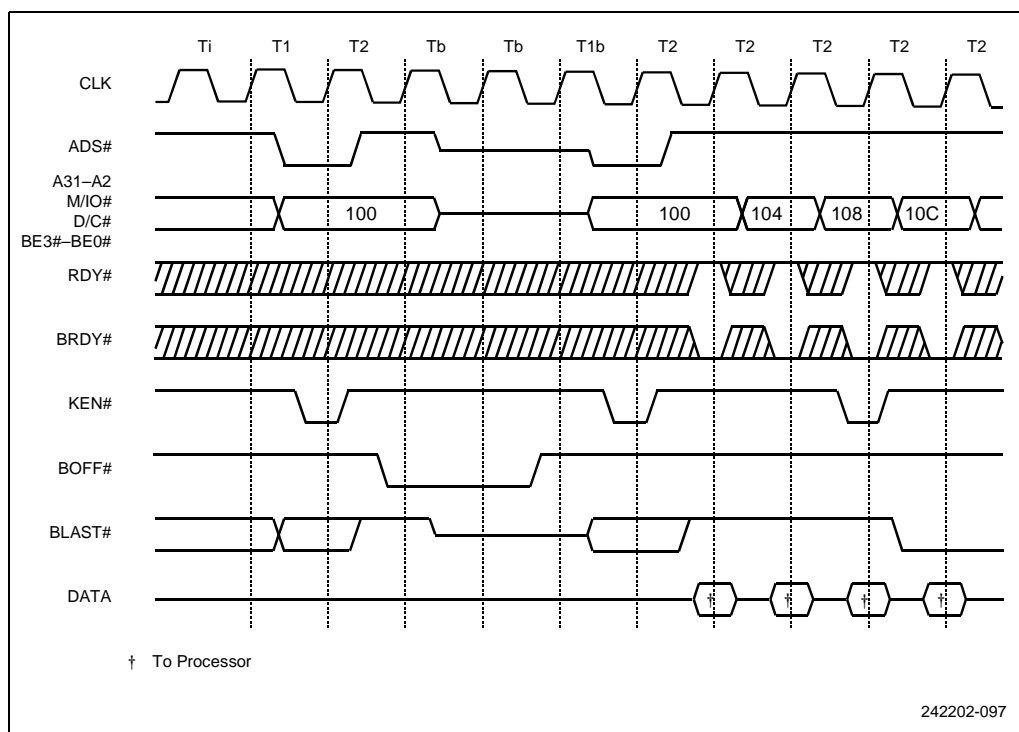 Ti T1 T2 Tb Tb T1b T2 T2 T2 T2 T2
CLK
ADS#
A31–A2
M/IO#
D/C#
BE3#–BE0#
100 100 104 108 10C
RDY#
BRDY#
KEN#
BOFF#
BLAST#
DATA
† † † †
† To Processor
242202-097